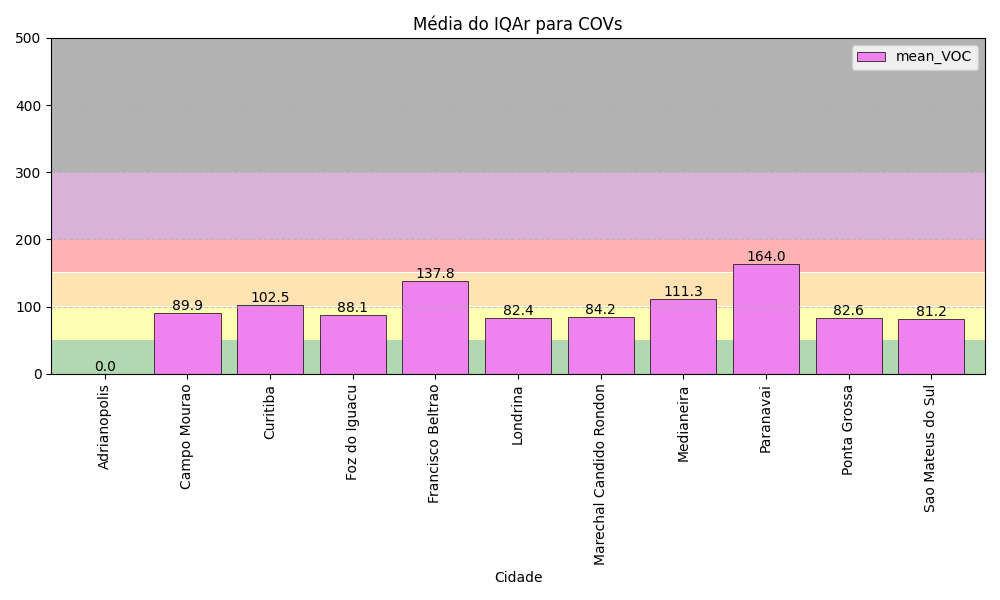 Média do IQAr para COVs
mean_VOC
500
400
300
200
100
0
0.0
89.9
102.5
88.1
137.8
82.4
84.2
111.3
164.0
82.6
81.2
Adrianopolis
Campo Mourao
Curitiba
Foz do Iguacu
Francisco Beltrao
Londrina
Marechal Candido Rondon
Medianeira
Paranavai
Ponta Grossa
Sao Mateus do Sul
Cidade